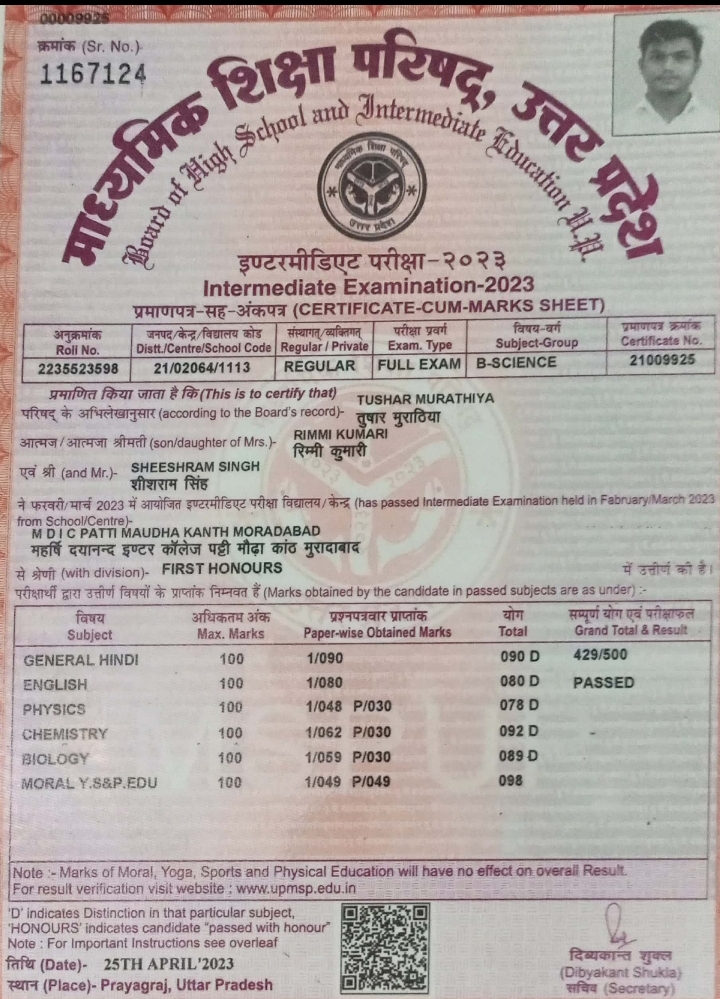 00009925
क्रमांक (Sr. No.)-
1167124
माध्यमिक शिक्षा परिषद्, उत्तर प्रदेश
Board of High School and Intermediate Education U.P.
माध्यमिक शिक्षा परिषद
उत्तर प्रदेश
इण्टरमीडिएट परीक्षा-२०२३
Intermediate Examination-2023
प्रमाणपत्र-सह-अंकपत्र (CERTIFICATE-CUM-MARKS SHEET)
अनुक्रमांक जनपद/केन्द्र/विद्यालय कोड संस्थागत/व्यक्तिगत परीक्षा प्रवर्ग विषय-वर्ग प्रमाणपत्र क्रमांक
Roll No. Distt./Centre/School Code Regular / Private Exam. Type Subject-Group Certificate No.
2235523598 21/02064/1113 REGULAR FULL EXAM B-SCIENCE 21009925
प्रमाणित किया जाता है कि (This is to certify that) TUSHAR MURATHIYA
परिषद् के अभिलेखानुसार (according to the Board's record)- तुषार मुराठिया
आत्मज/आत्मजा श्रीमती (son/daughter of Mrs.)- RIMMI KUMARI
रिम्मी कुमारी
एवं श्री (and Mr.)- SHEESHRAM SINGH
शीशराम सिंह
ने फरवरी/मार्च 2023 में आयोजित इण्टरमीडिएट परीक्षा विद्यालय/केन्द्र (has passed Intermediate Examination held in Fabruary/March 2023
from School/Centre)-
M D I C PATTI MAUDHA KANTH MORADABAD
महर्षि दयानन्द इण्टर कॉलेज पट्टी मौढ़ा कांठ मुरादाबाद
से श्रेणी (with division)- FIRST HONOURS में उत्तीर्ण की है।
परीक्षार्थी द्वारा उत्तीर्ण विषयों के प्राप्तांक निम्नवत हैं (Marks obtained by the candidate in passed subjects are as under) :-
विषय अधिकतम अंक प्रश्नपत्रवार प्राप्तांक योग सम्पूर्ण योग एवं परीक्षाफल
Subject Max. Marks Paper-wise Obtained Marks Total Grand Total & Result
GENERAL HINDI 100 1/090 090 D 429/500
ENGLISH 100 1/080 080 D PASSED
PHYSICS 100 1/048 P/030 078 D
CHEMISTRY 100 1/062 P/030 092 D
BIOLOGY 100 1/059 P/030 089 D
MORAL Y.S&P.EDU 100 1/049 P/049 098
Note :- Marks of Moral, Yoga, Sports and Physical Education will have no effect on overall Result.
For result verification visit website : www.upmsp.edu.in
'D' indicates Distinction in that particular subject,
'HONOURS' indicates candidate "passed with honour"
Note : For Important Instructions see overleaf
तिथि (Date)- 25TH APRIL'2023
स्थान (Place)- Prayagraj, Uttar Pradesh
दिब्यकान्त शुक्ल
(Dibyakant Shukla)
सचिव (Secretary)